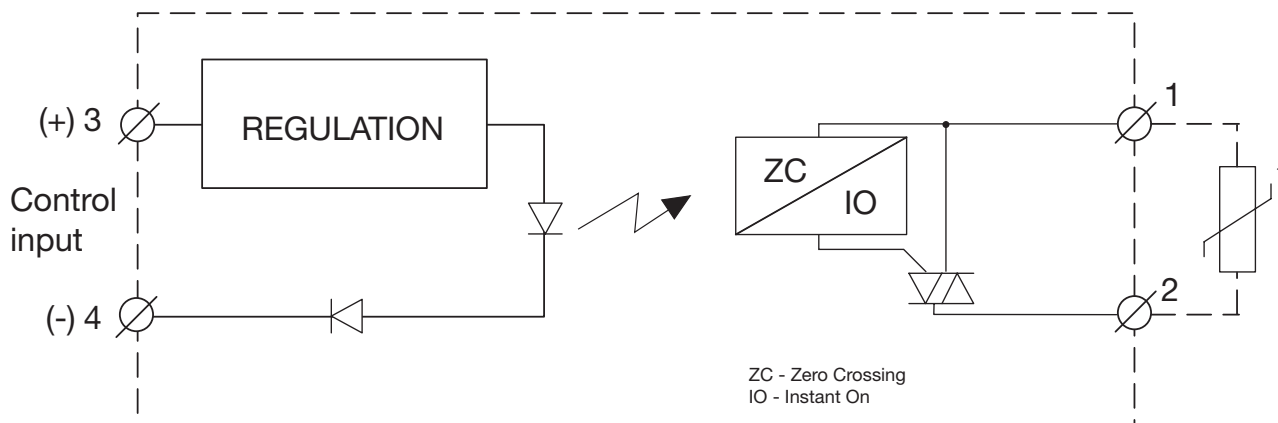 (+) 3
REGULATION
Control
input
(-) 4
ZC
IO
1
2
ZC - Zero Crossing
IO - Instant On